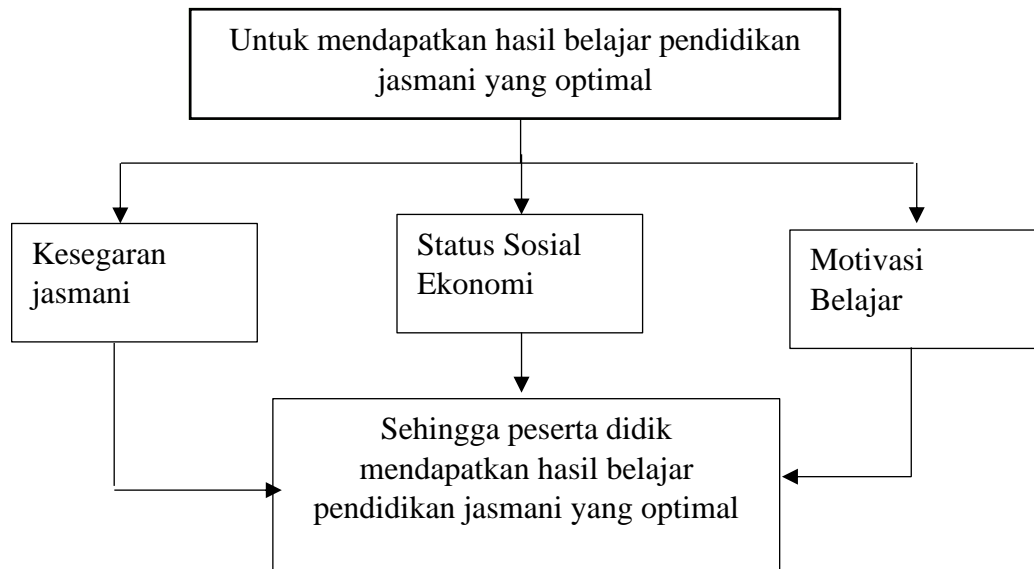 Untuk mendapatkan hasil belajar pendidikan
jasmani yang optimal
Kesegaran
jasmani
Status Sosial
Ekonomi
Motivasi
Belajar
Sehingga peserta didik
mendapatkan hasil belajar
pendidikan jasmani yang optimal